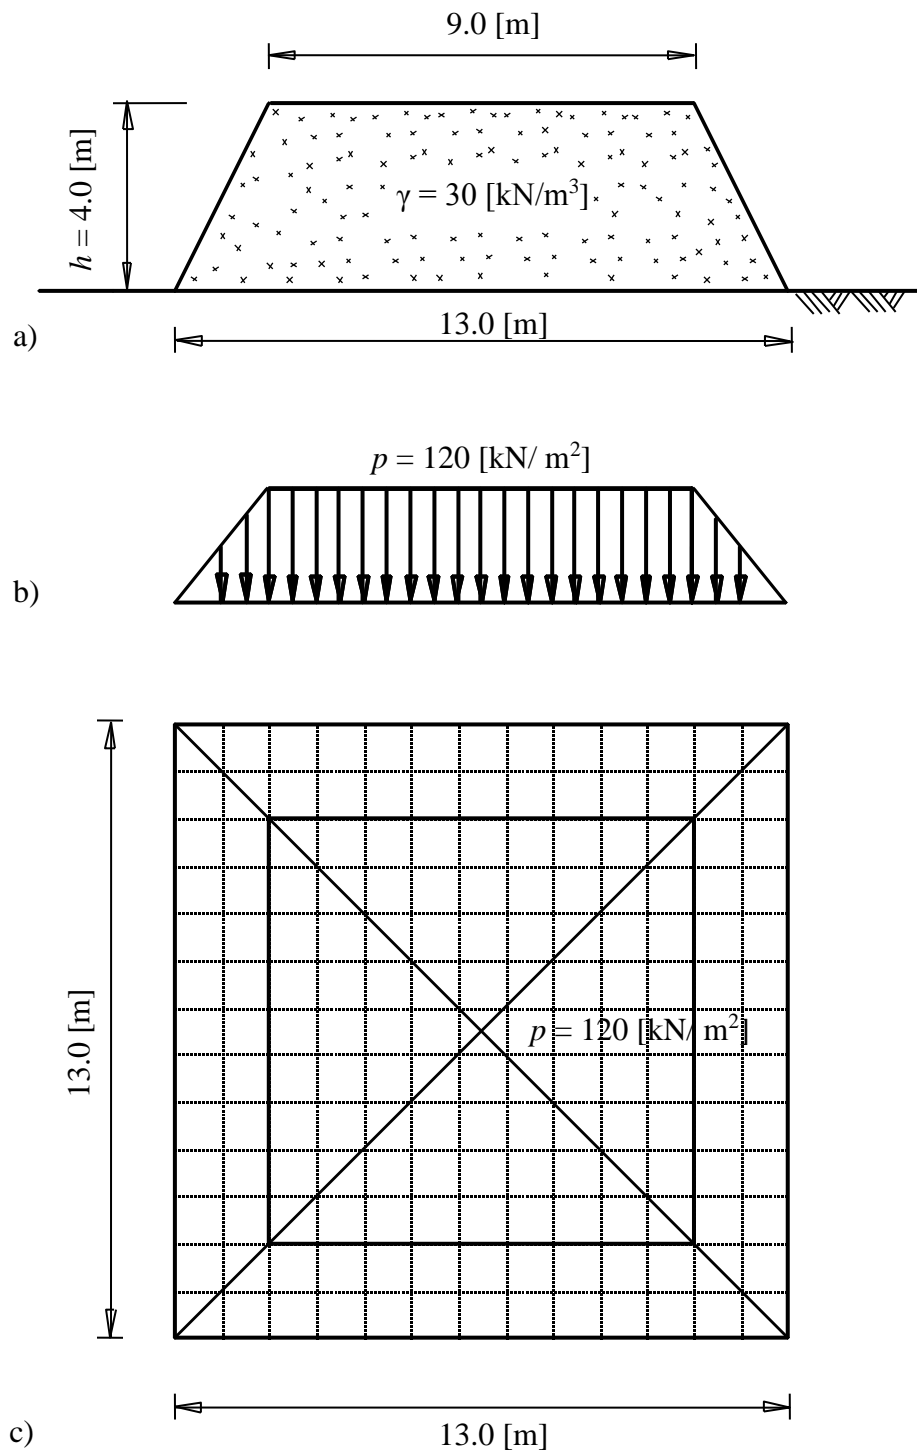 9.0 [m]
h = 4.0 [m]
γ = 30 [kN/m³]
13.0 [m]
a)
p = 120 [kN/ m²]
b)
13.0 [m]
p = 120 [kN/ m²]
13.0 [m]
c)